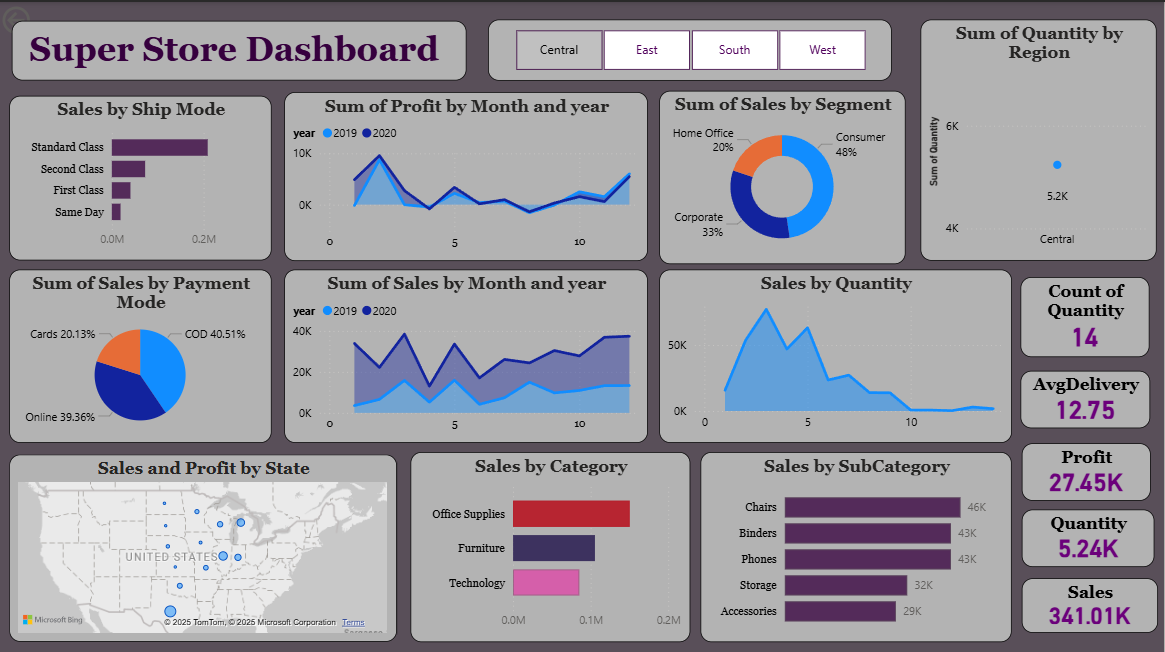 Super Store Dashboard
Central
East
South
West
Sum of Quantity by
Region
Sum of Quantity
6K
5.2K
4K
Central
Sales by Ship Mode
Standard Class
Second Class
First Class
Same Day
0.0M
0.2M
Sum of Profit by Month and year
year 2019 2020
10K
0K
0
5
10
Sum of Sales by Segment
Home Office
20%
Consumer
48%
Corporate
33%
Sum of Sales by Payment
Mode
Cards 20.13%
COD 40.51%
Online 39.36%
Sum of Sales by Month and year
year 2019 2020
40K
20K
0K
0
5
10
Sales by Quantity
50K
0K
0
5
10
Count of
Quantity
14
AvgDelivery
12.75
Profit
27.45K
Quantity
5.24K
Sales
341.01K
Sales and Profit by State
UNITED STATES
Microsoft Bing
© 2025 TomTom, © 2025 Microsoft Corporation Terms
Sales by Category
Office Supplies
Furniture
Technology
0.0M
0.1M
0.2M
Sales by SubCategory
Chairs
46K
Binders
43K
Phones
43K
Storage
32K
Accessories
29K